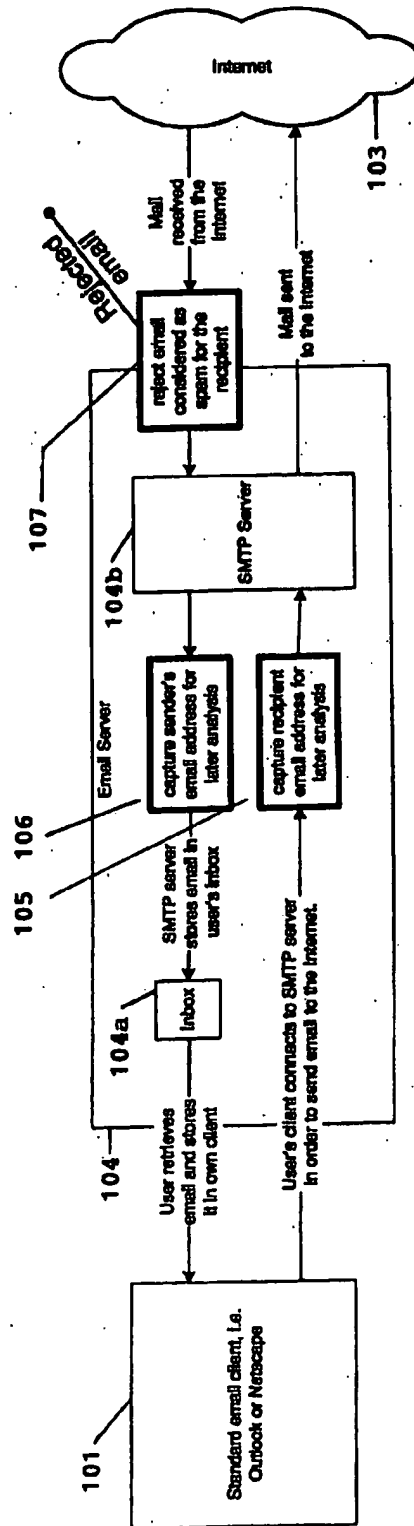 101
Standard email client, i.e.
Outlook or Netscape
104
User retrieves
email and stores
it in own client
User's client connects to SMTP server
in order to send email to the Internet.
104a
Inbox
SMTP server
stores email in
user's inbox
105
106
Email Server
capture sender's
email address for
later analysis
capture recipient
email address for
later analysis
104b
SMTP Server
107
reject email
considered as
spam for the
recipient
Rejected
email
Mail
received
from the
Internet
Mail sent
to the Internet
Internet
103